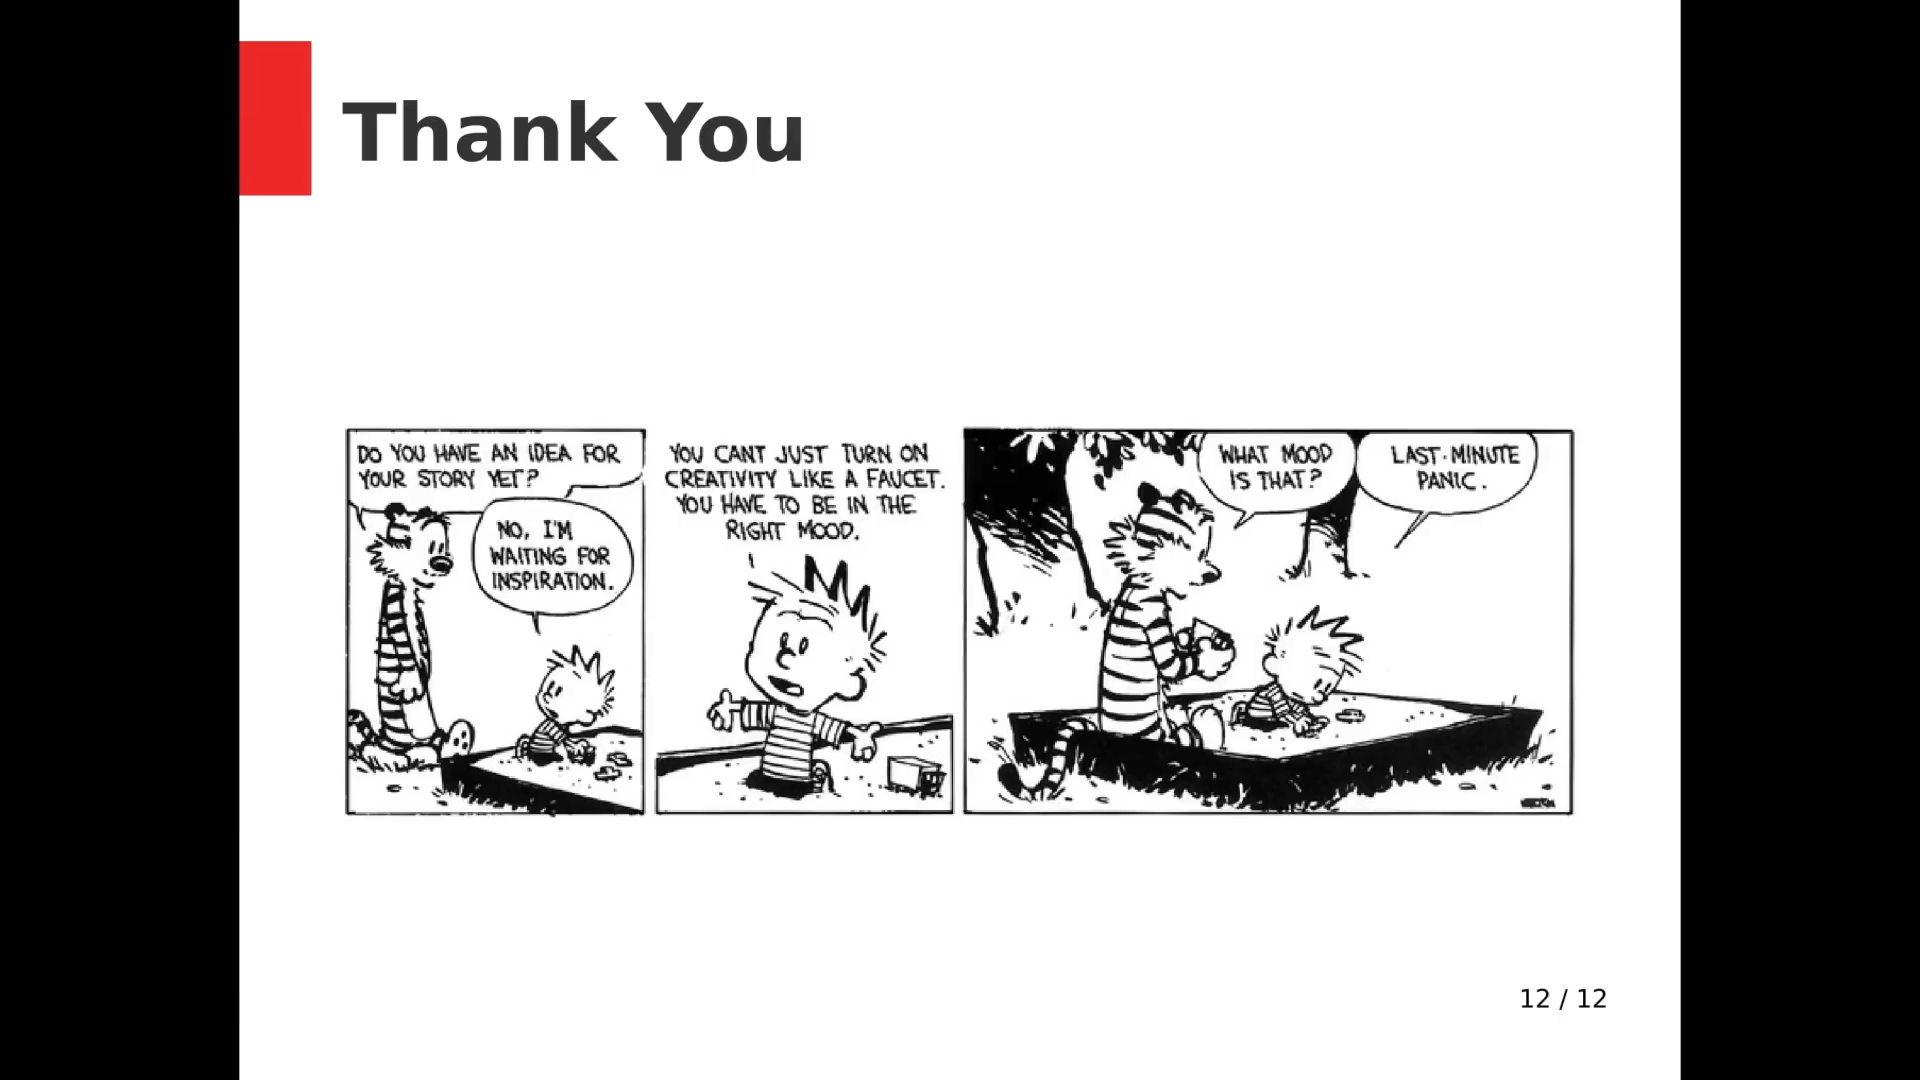 Thank You
DO YOU HAVE AN IDEA FOR
YOUR STORY YET?
NO, I'M
WAITING FOR
INSPIRATION.
YOU CANT JUST TURN ON
CREATIVITY LIKE A FAUCET.
YOU HAVE TO BE IN THE
RIGHT MOOD.
WHAT MOOD
IS THAT?
LAST-MINUTE
PANIC.
12 / 12